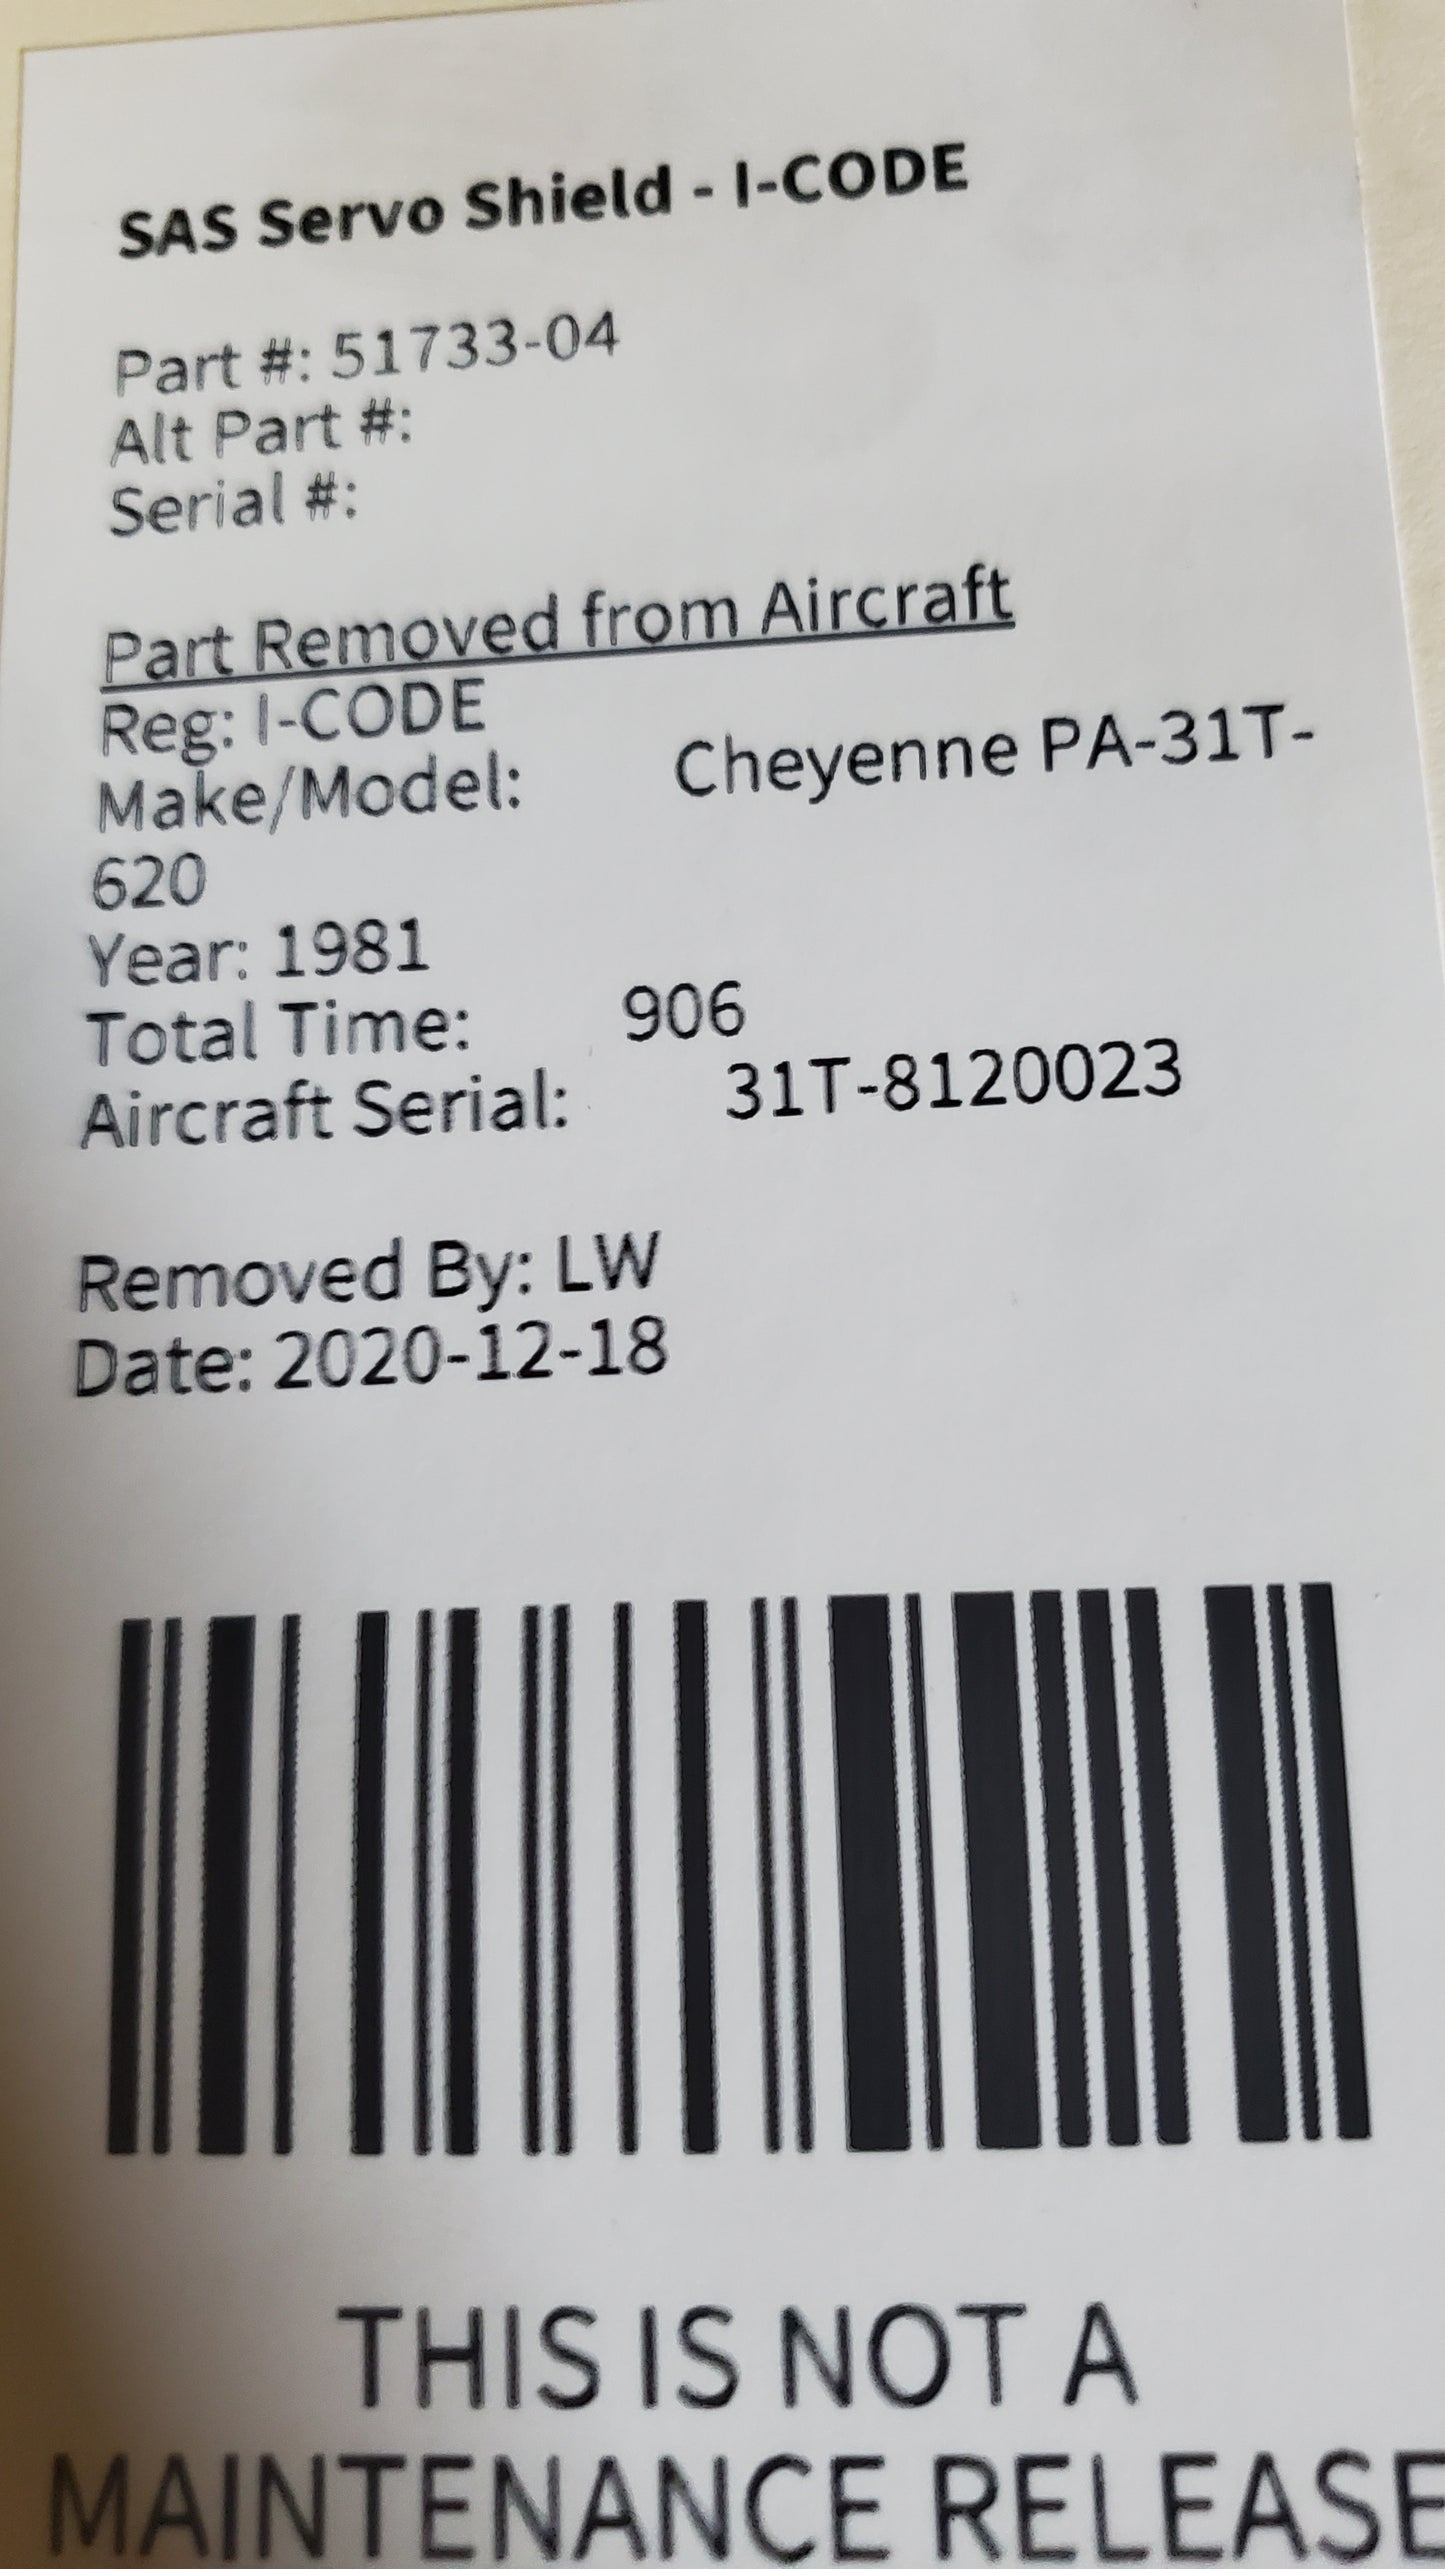 SAS Servo Shield - I-CODE
Part #: 51733-04
Alt Part #:
Serial #:
Part Removed from Aircraft
Reg: I-CODE
Make/Model: Cheyenne PA-31T-
620
Year: 1981
Total Time: 906
Aircraft Serial: 31T-8120023
Removed By: LW
Date: 2020-12-18
THIS IS NOT A
MAINTENANCE RELEASE